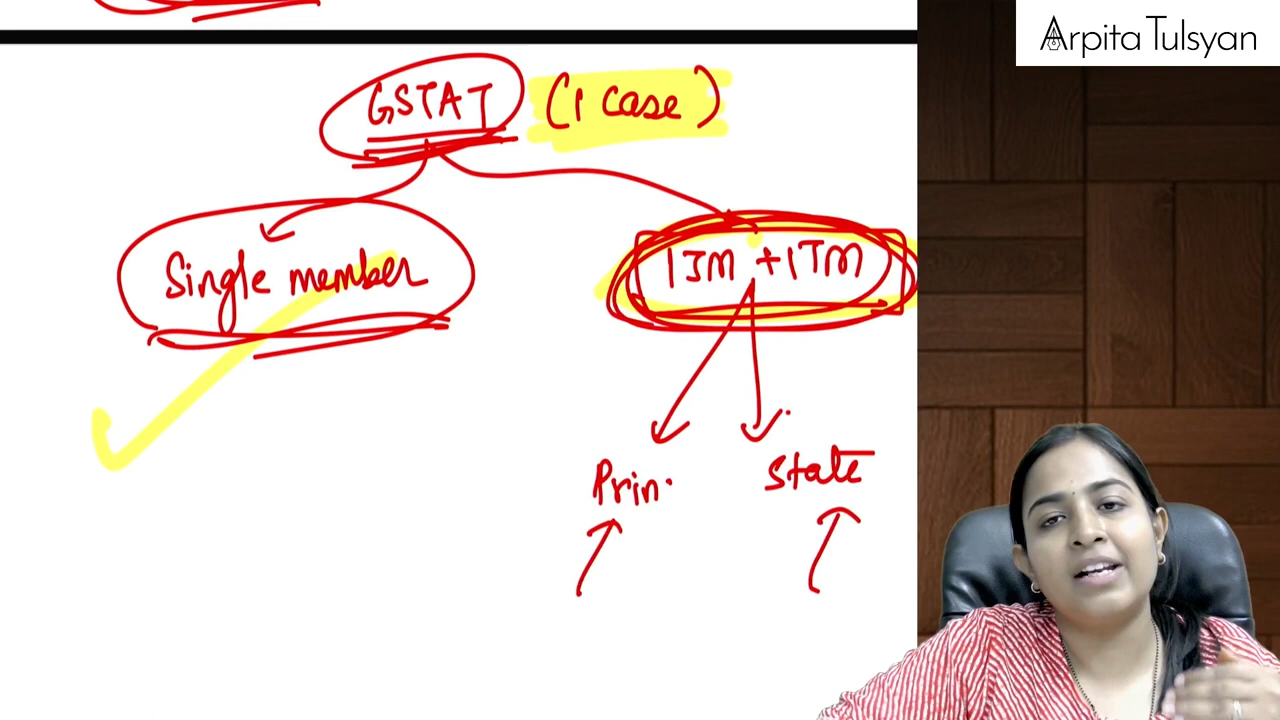 Arpita Tulsyan
GSTAT (1 case)
Single member
1JM + 1TM
Prin. State